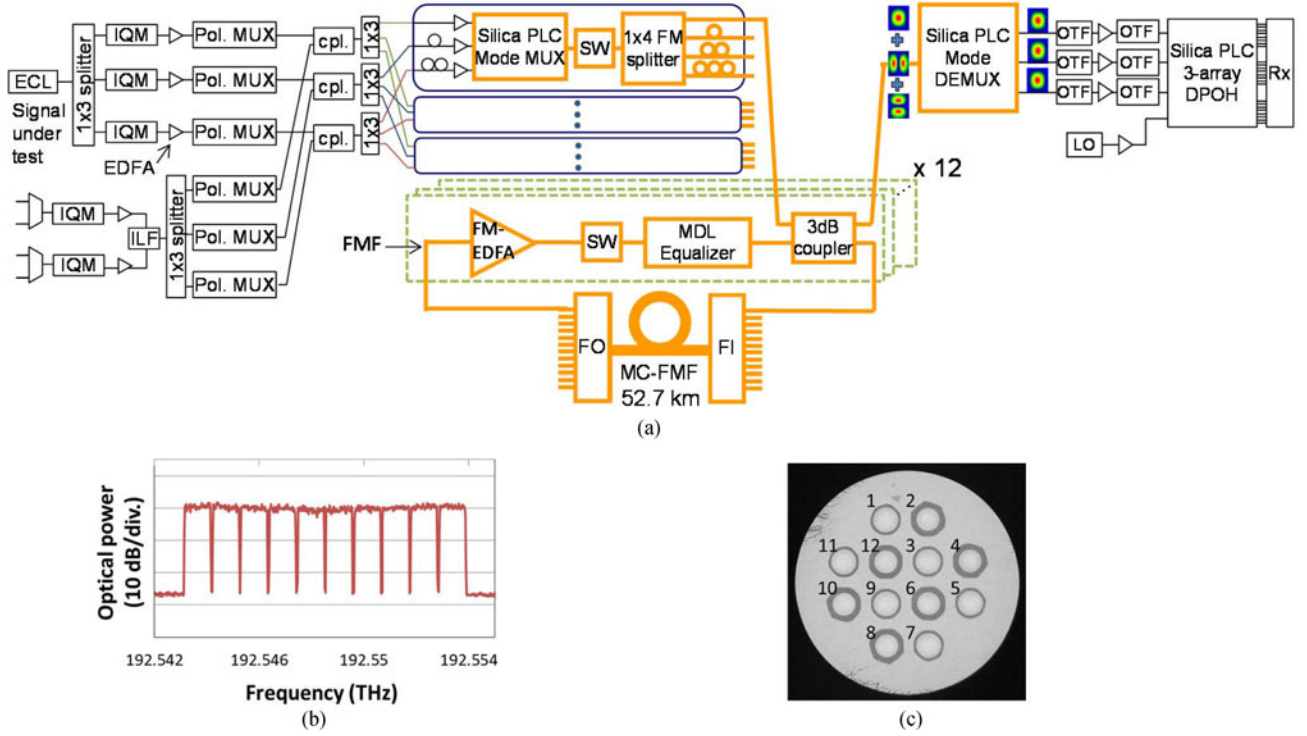 ECL
Signal
under
test
1x3 splitter
IQM
Pol. MUX
IQM
Pol. MUX
IQM
Pol. MUX
EDFA
IQM
IQM
ILF
1x3 splitter
Pol. MUX
Pol. MUX
Pol. MUX
cpl.
cpl.
cpl.
1x3
1x3
1x3
Silica PLC
Mode MUX
SW
1x4 FM
splitter
Silica PLC
Mode
DEMUX
OTF
OTF
OTF
OTF
OTF
OTF
LO
Silica PLC
3-array
DPOH
Rx
x 12
FMF
FM-
EDFA
SW
MDL
Equalizer
3dB
coupler
FO
MC-FMF
52.7 km
FI
(a)
Optical power
(10 dB/div.)
192.542
192.546
192.55
192.554
Frequency (THz)
(b)
1 2
11 12 3 4
10 9 6 5
8 7
(c)